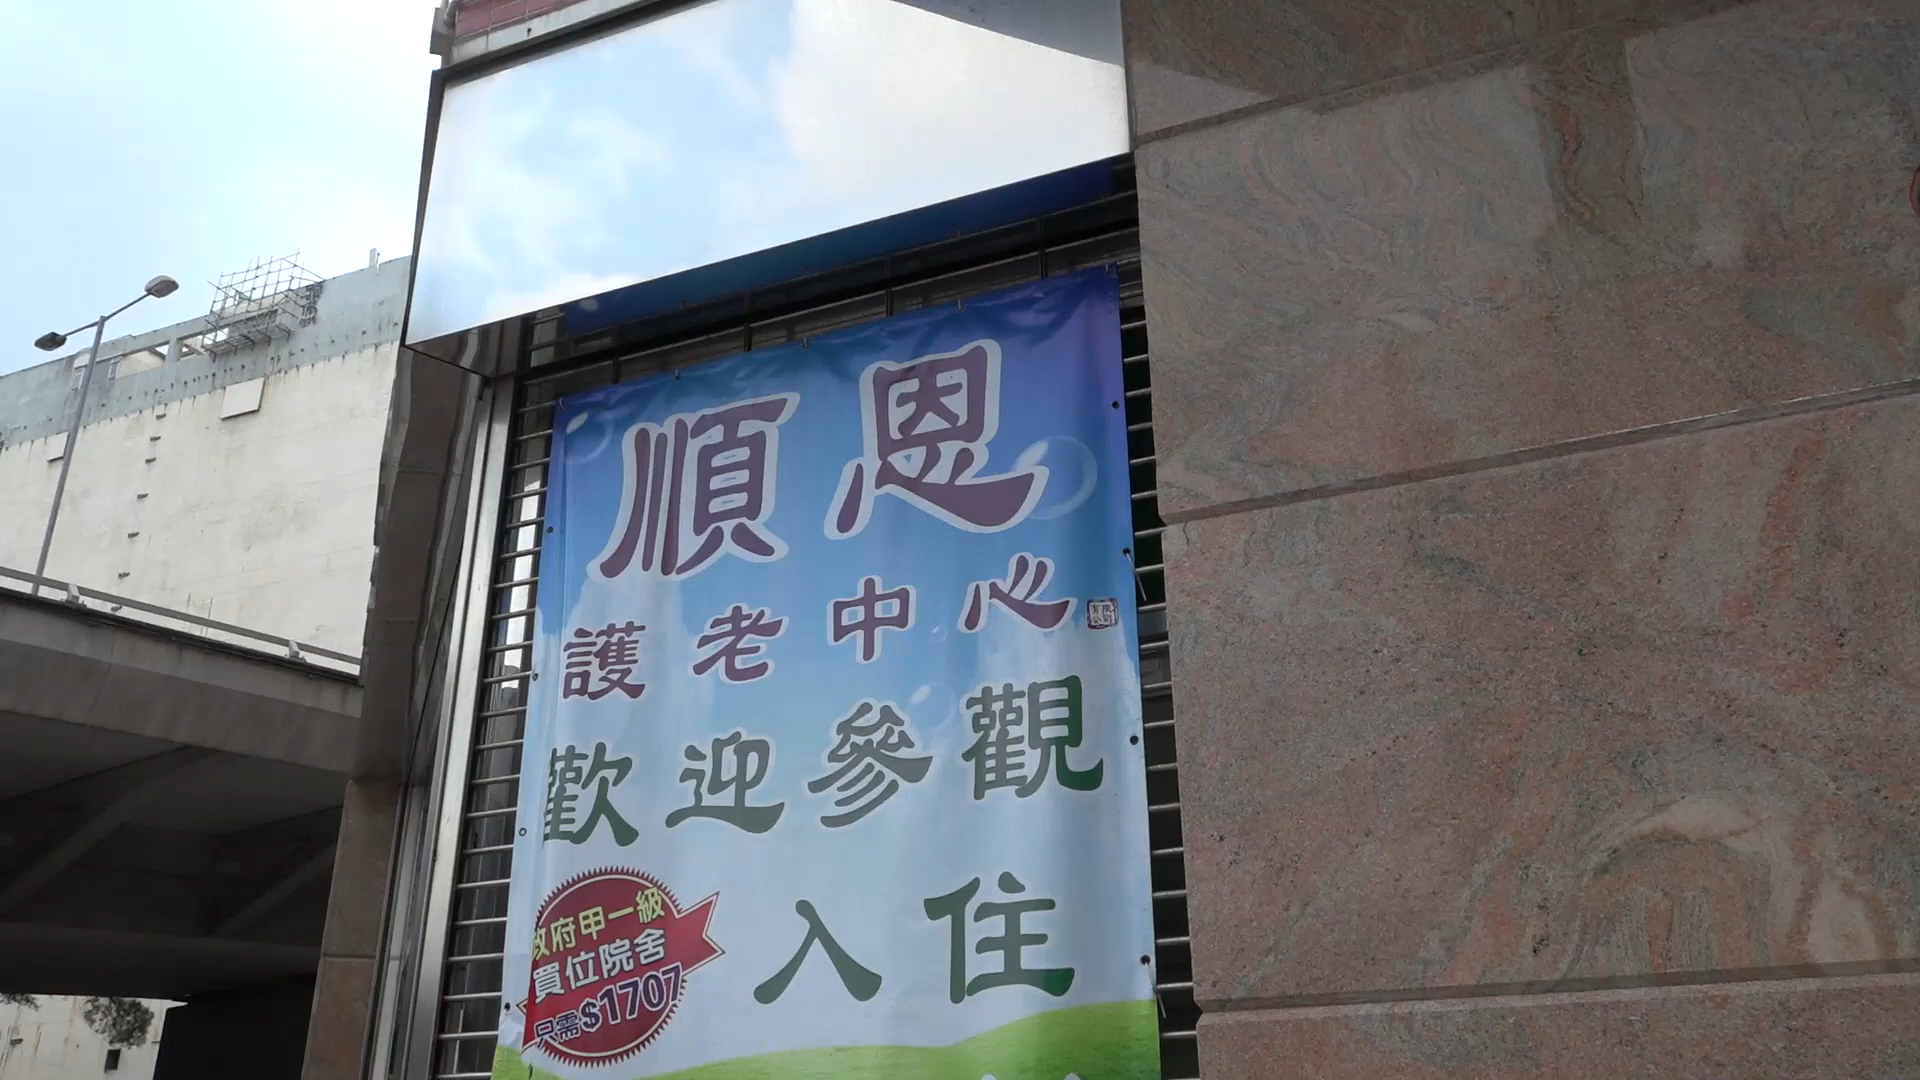 順恩
護老中心
歡迎參觀
入住
政府甲一級
買位院舍
只需$1707